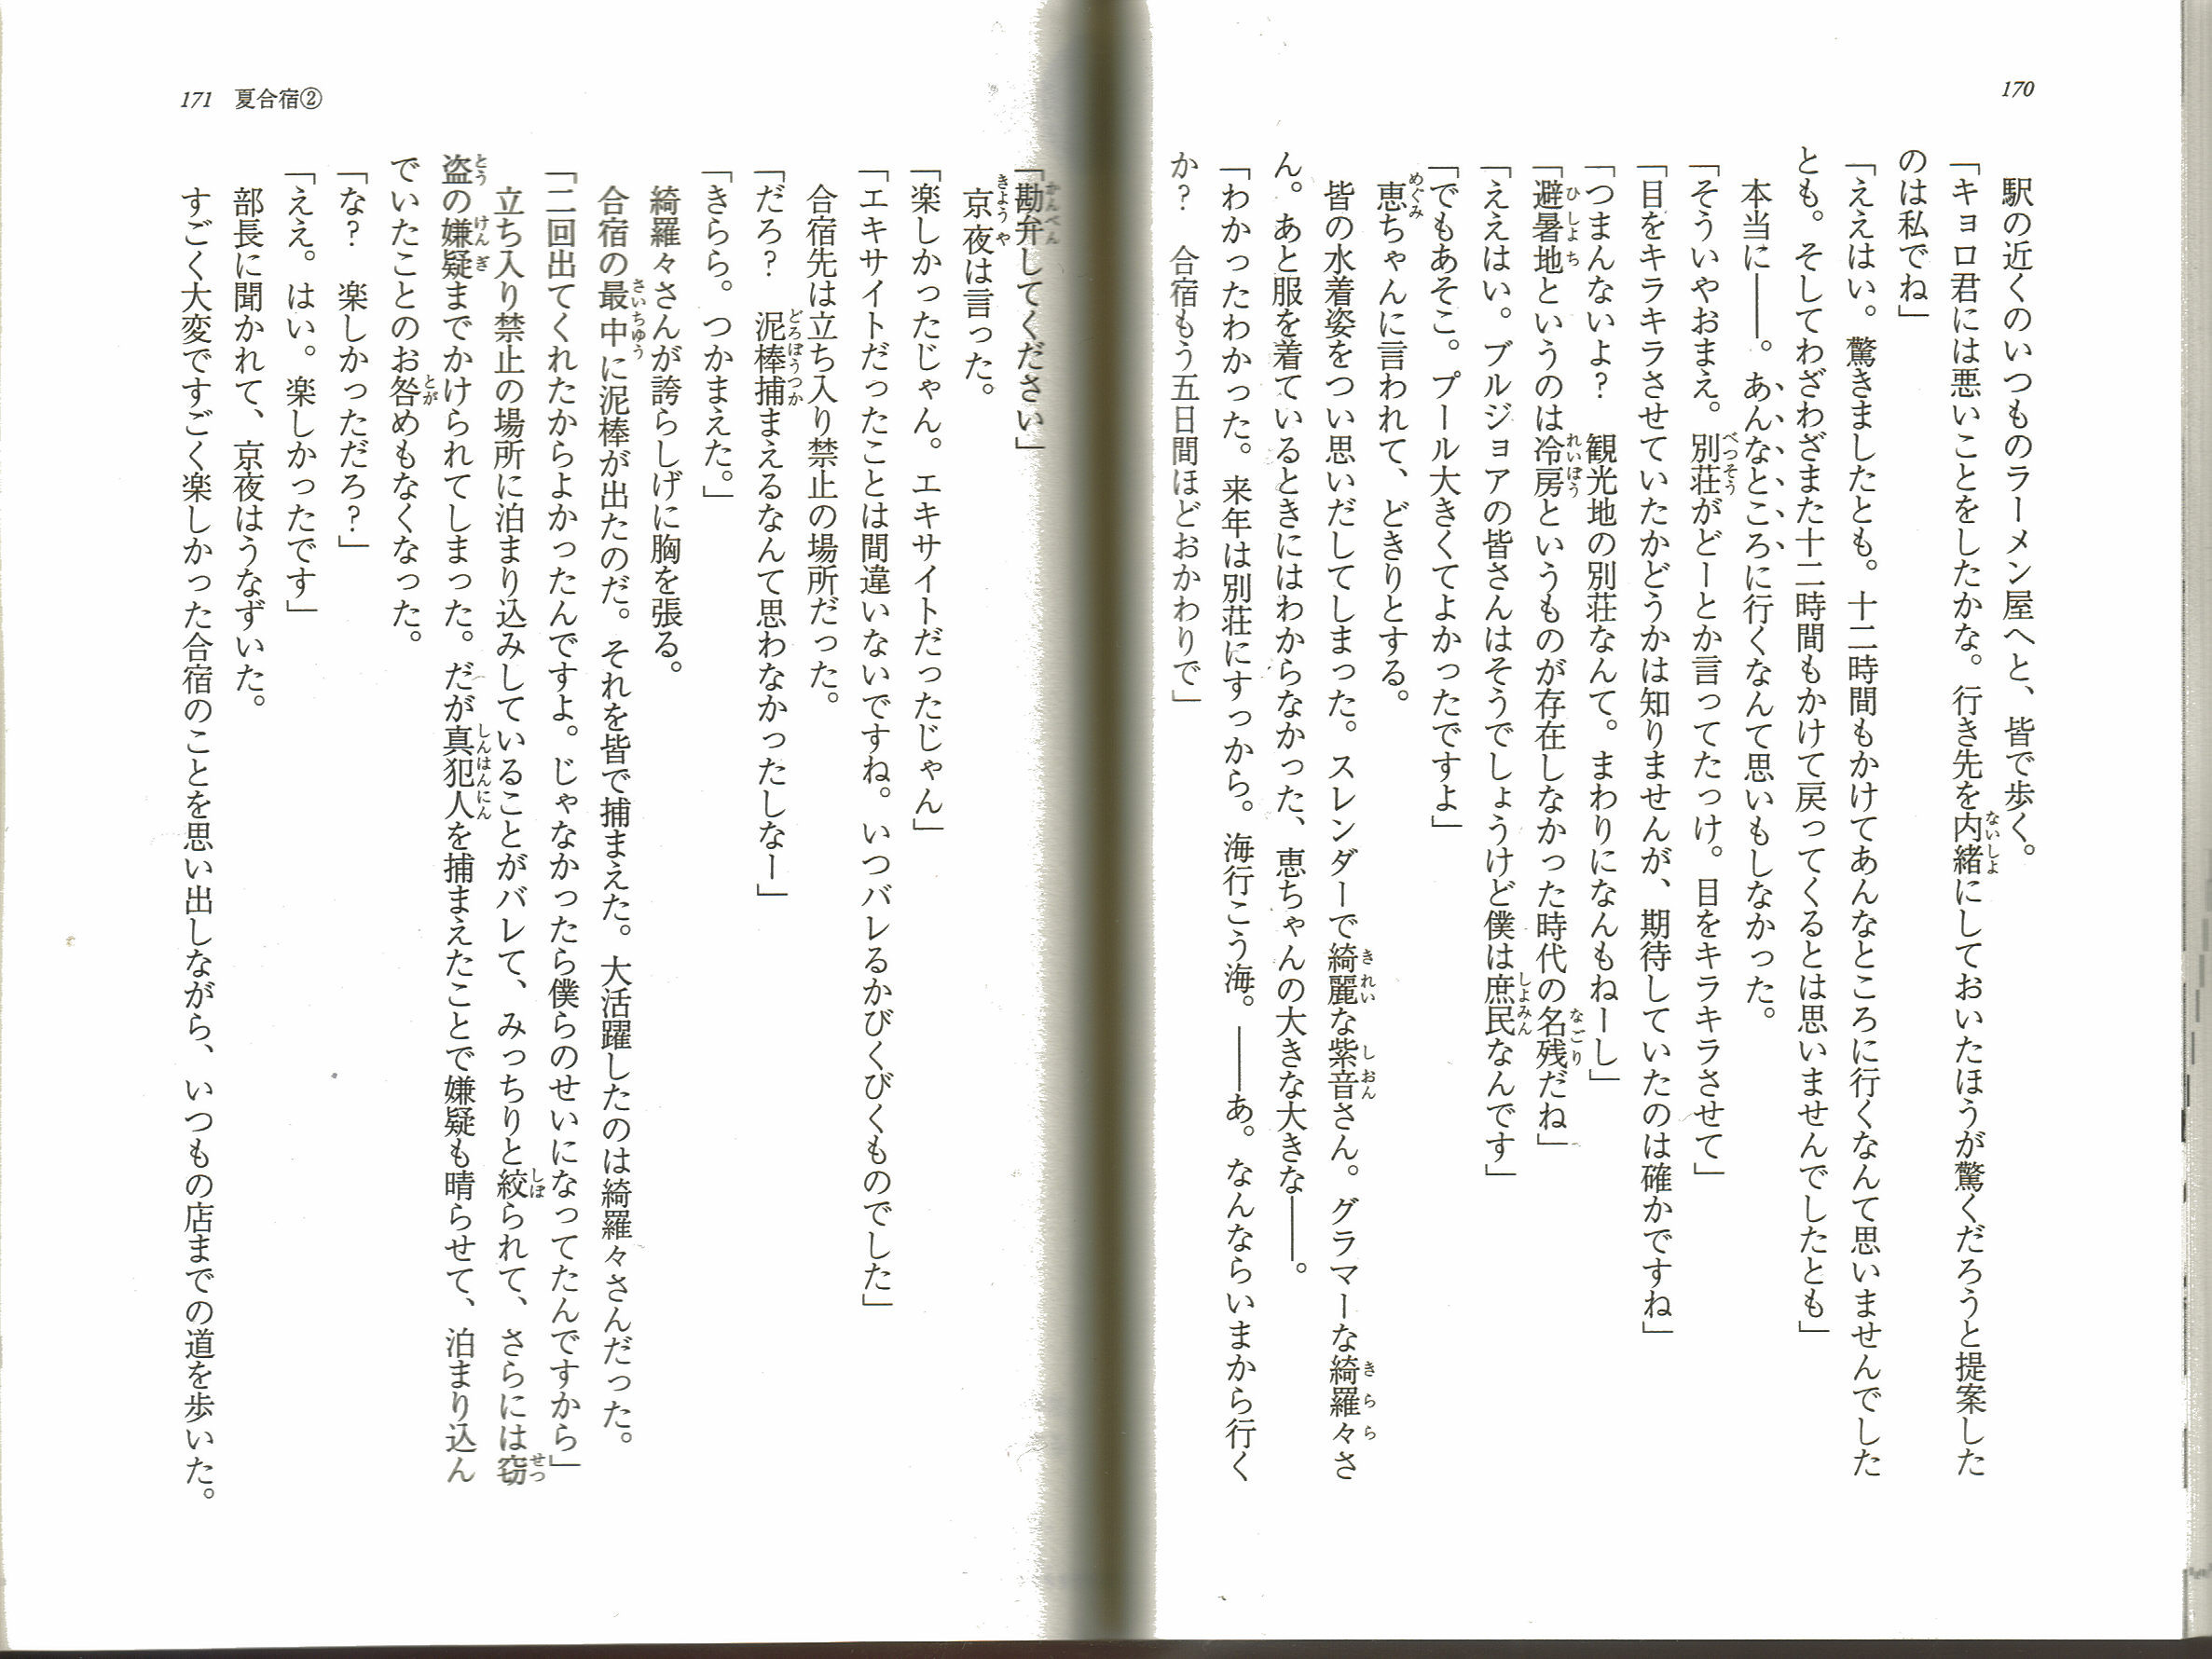 170
駅の近くのいつものラーメン屋へと、皆で歩く。
「キョロ君には悪いことをしたかな。行き先を内緒にしておいたほうが驚くだろうと提案した
のは私でね」
「ええはい。驚きましたとも。十二時間もかけてあんなところに行くなんて思いませんでした
とも。そしてわざわざまた十二時間もかけて戻ってくるとは思いませんでしたとも」
本当に――。あんなところに行くなんて思いもしなかった。
「そういやおまえ。別荘がどーとか言ってたっけ。目をキラキラさせて」
「目をキラキラさせていたかどうかは知りませんが、期待していたのは確かですね」
「つまんないよ？　観光地の別荘なんて。まわりになんもねーし」
「避暑地というのは冷房というものが存在しなかった時代の名残だね」
「ええはい。ブルジョアの皆さんはそうでしょうけど僕は庶民なんです」
「でもあそこ。プール大きくてよかったですよ」
恵ちゃんに言われて、どきりとする。
皆の水着姿をつい思いだしてしまった。スレンダーで綺麗な紫音さん。グラマーな綺羅々さ
ん。あと服を着ているときにはわからなかった、恵ちゃんの大きな大きな――。
「わかったわかった。来年は別荘にすっから。海行こう海。――あ。なんならいまから行く
か？　合宿もう五日間ほどおかわりで」
171 夏合宿②
「勘弁してください」
京夜は言った。
「楽しかったじゃん。エキサイトだったじゃん」
「エキサイトだったことは間違いないですね。いつバレるかびくびくものでした」
合宿先は立ち入り禁止の場所だった。
「だろ？　泥棒捕まえるなんて思わなかったしなー」
「きらら。つかまえた。」
綺羅々さんが誇らしげに胸を張る。
合宿の最中に泥棒が出たのだ。それを皆で捕まえた。大活躍したのは綺羅々さんだった。
「二回出てくれたからよかったんですよ。じゃなかったら僕らのせいになってたんですから」
立ち入り禁止の場所に泊まり込みしていることがバレて、みっちりと絞られて、さらには窃
盗の嫌疑までかけられてしまった。だが真犯人を捕まえたことで嫌疑も晴らせて、泊まり込ん
でいたことのお咎めもなくなった。
「な？　楽しかっただろ？」
「ええ。はい。楽しかったです」
部長に聞かれて、京夜はうなずいた。
すごく大変ですごく楽しかった合宿のことを思い出しながら、いつもの店までの道を歩いた。